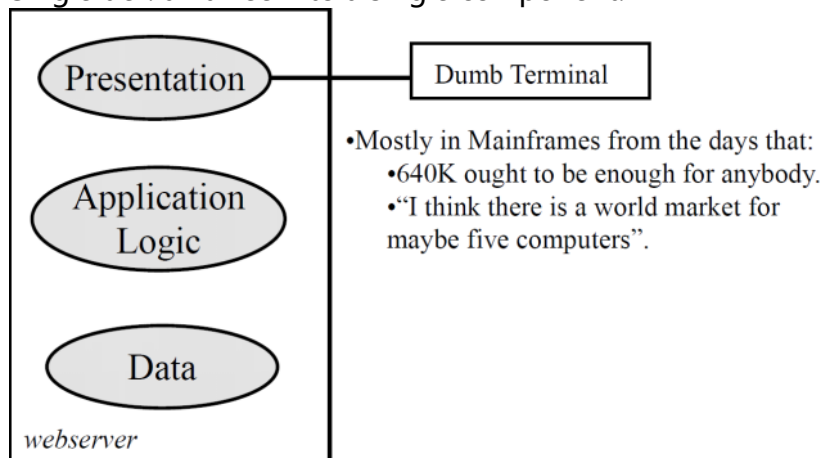 Presentation
Dumb Terminal
•Mostly in Mainframes from the days that:
•640K ought to be enough for anybody.
•“I think there is a world market for
maybe five computers”.
Application
Logic
Data
webserver